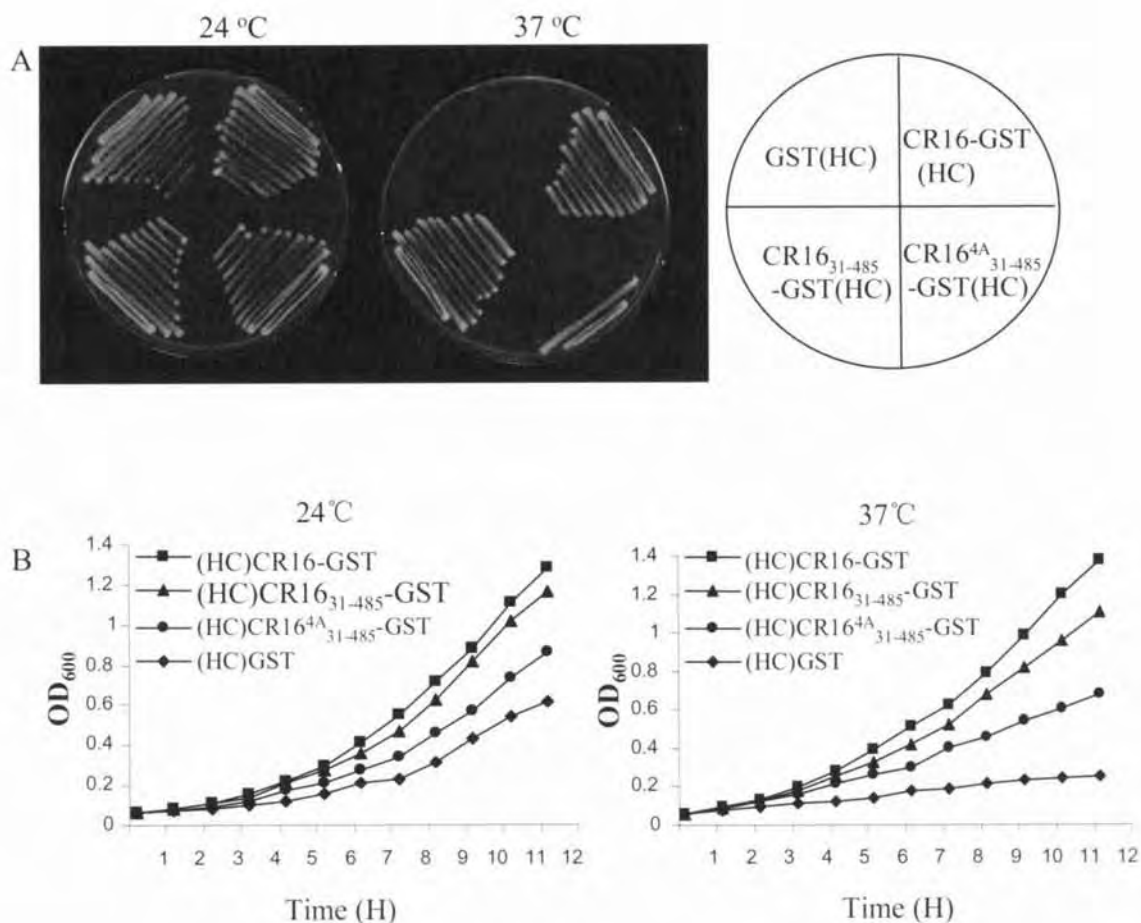 24 °C
37 °C
A
GST(HC)
CR16-GST
(HC)
CR16₃₁₋₄₈₅
-GST(HC)
CR16⁴ᴬ₃₁₋₄₈₅
-GST(HC)
B
24℃
(HC)CR16-GST
(HC)CR16₃₁₋₄₈₅-GST
(HC)CR16⁴ᴬ₃₁₋₄₈₅-GST
(HC)GST
OD₆₀₀
1.4
1.2
1
0.8
0.6
0.4
0.2
0
1 2 3 4 5 6 7 8 9 10 11 12
Time (H)
37℃
(HC)CR16-GST
(HC)CR16₃₁₋₄₈₅-GST
(HC)CR16⁴ᴬ₃₁₋₄₈₅-GST
(HC)GST
OD₆₀₀
1.4
1.2
1
0.8
0.6
0.4
0.2
0
1 2 3 4 5 6 7 8 9 10 11 12
Time (H)